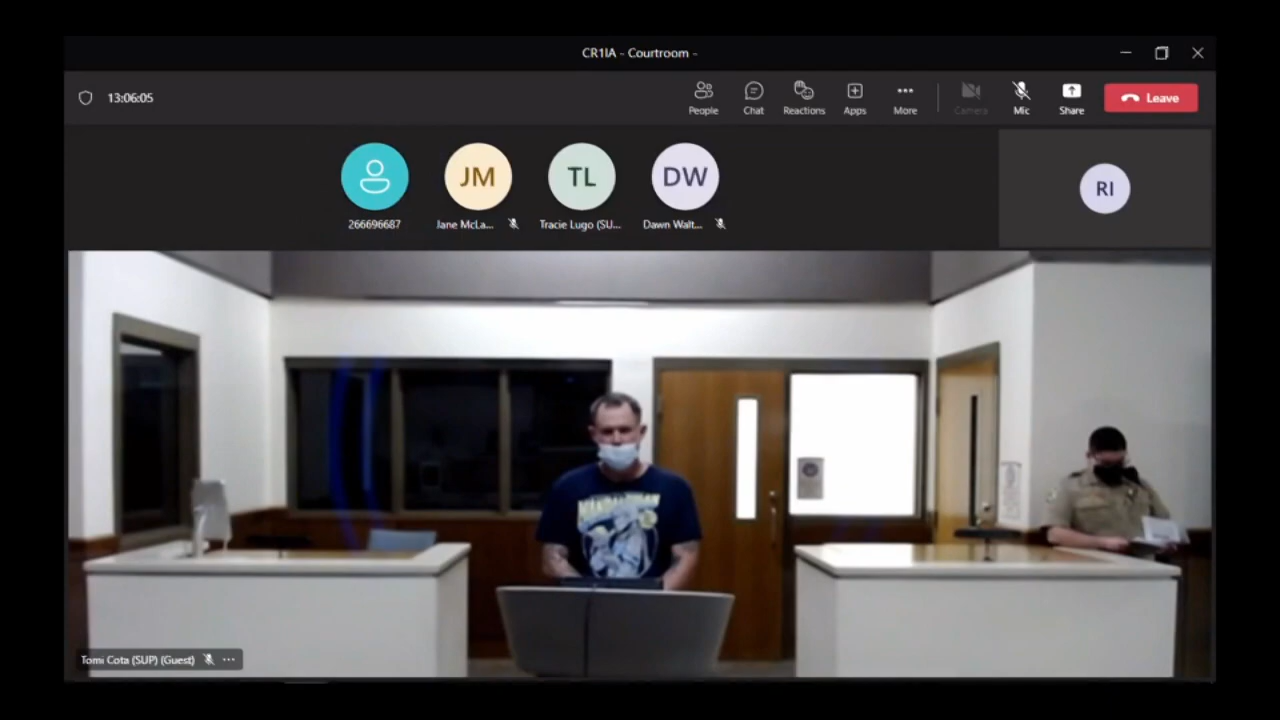 CR1IA - Courtroom -
13:06:05
People
Chat
Reactions
Apps
More
Camera
Mic
Share
Leave
JM
TL
DW
RI
266696687
Jane McLa...
Tracie Lugo (SU...
Dawn Walt...
MANDALORIAN
Tomi Cota (SUP) (Guest)